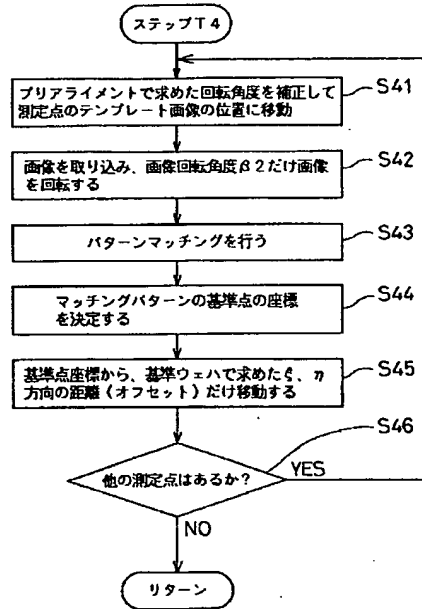 ステップT4
プリアライメントで求めた回転角度を補正して
測定点のテンプレート画像の位置に移動
S41
画像を取り込み、画像回転角度β2だけ画像
を回転する
S42
パターンマッチングを行う
S43
マッチングパターンの基準点の座標
を決定する
S44
基準点座標から、基準ウェハで求めたξ、η
方向の距離(オフセット)だけ移動する
S45
S46
他の測定点はあるか?
YES
NO
リターン